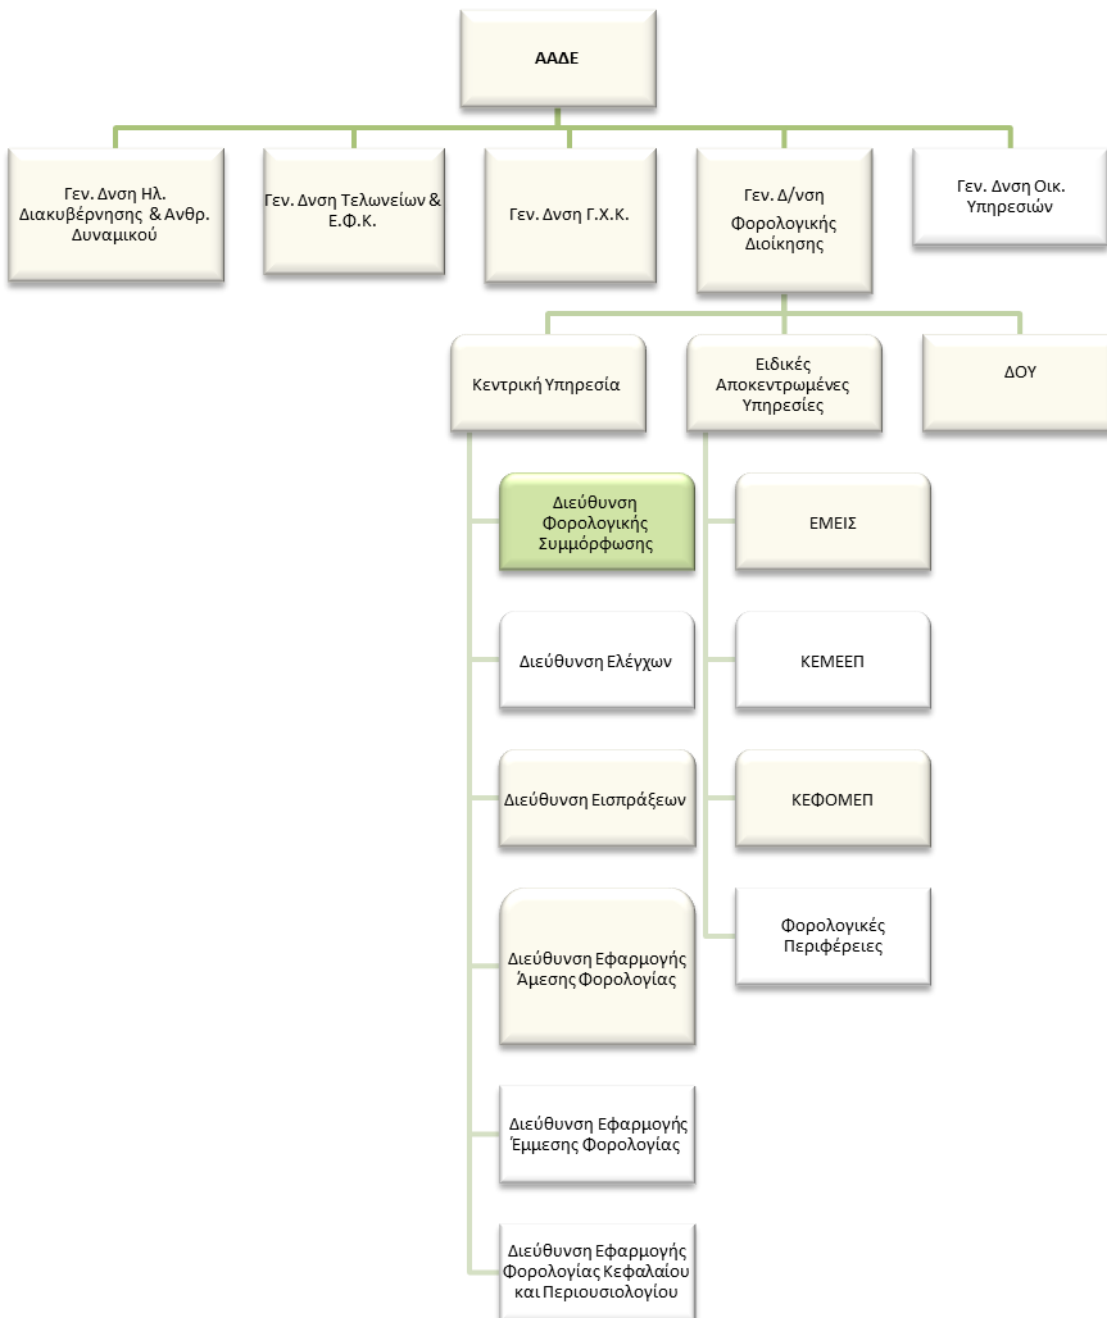 ΑΑΔΕ
Γεν. Δνση Ηλ.
Διακυβέρνησης & Ανθρ.
Δυναμικού
Γεν. Δνση Τελωνείων &
Ε.Φ.Κ.
Γεν. Δνση Γ.Χ.Κ.
Γεν. Δ/νση
Φορολογικής
Διοίκησης
Γεν. Δνση Οικ.
Υπηρεσιών
Κεντρική Υπηρεσία
Ειδικές
Αποκεντρωμένες
Υπηρεσίες
ΔΟΥ
Διεύθυνση
Φορολογικής
Συμμόρφωσης
Διεύθυνση Ελέγχων
Διεύθυνση Εισπράξεων
Διεύθυνση Εφαρμογής
Άμεσης Φορολογίας
Διεύθυνση Εφαρμογής
Έμμεσης Φορολογίας
Διεύθυνση Εφαρμογής
Φορολογίας Κεφαλαίου
και Περιουσιολογίου
ΕΜΕΙΣ
ΚΕΜΕΕΠ
ΚΕΦΟΜΕΠ
Φορολογικές
Περιφέρειες